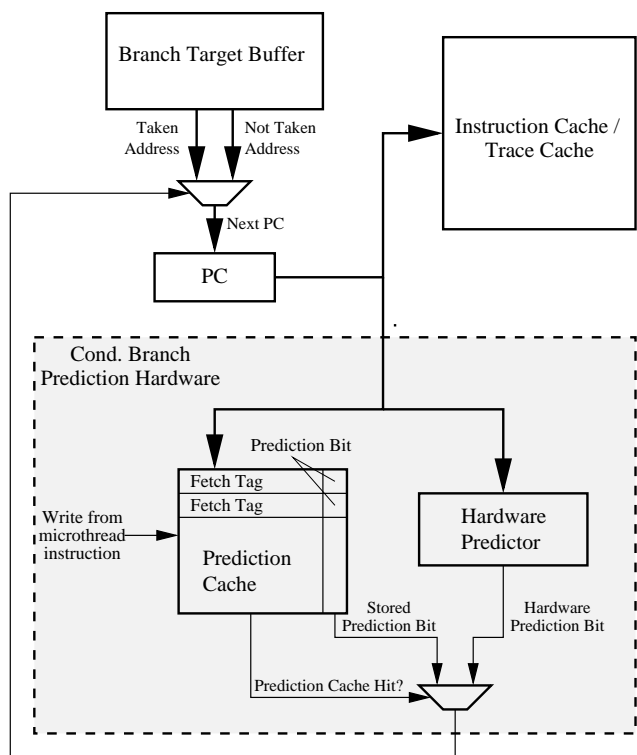 Branch Target Buffer
Taken
Address
Not Taken
Address
Instruction Cache /
Trace Cache
Next PC
PC
Cond. Branch
Prediction Hardware
Prediction Bit
Fetch Tag
Fetch Tag
Write from
microthread
instruction
Prediction
Cache
Hardware
Predictor
Stored
Prediction Bit
Hardware
Prediction Bit
Prediction Cache Hit?